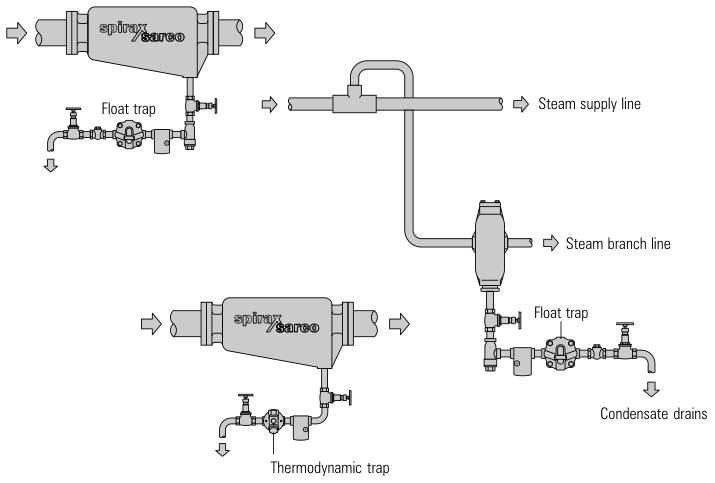 spirax
sarco
Float trap
Steam supply line
Steam branch line
spirax
sarco
Float trap
Condensate drains
Thermodynamic trap